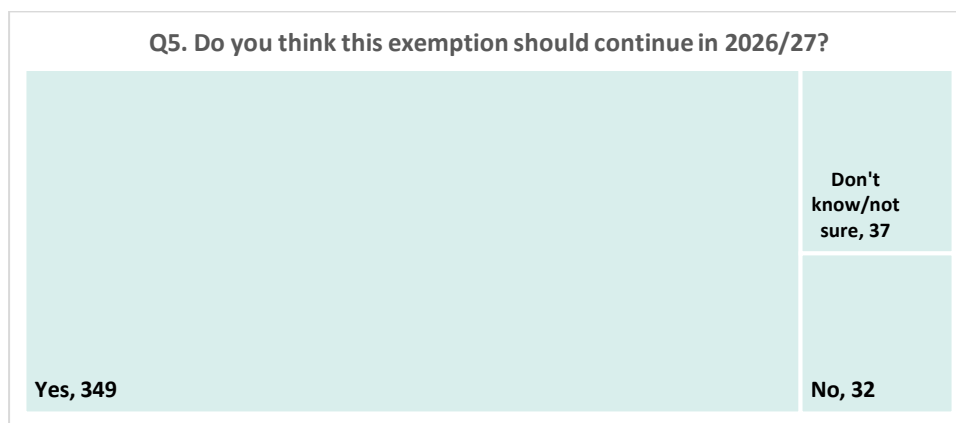 Q5. Do you think this exemption should continue in 2026/27?
Yes, 349
Don't
know/not
sure, 37
No, 32